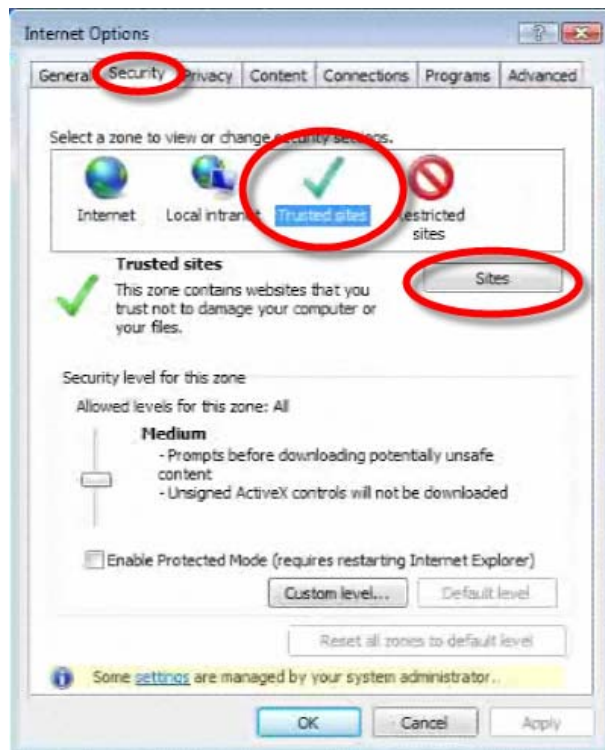 Internet Options
General Security Privacy Content Connections Programs Advanced
Select a zone to view or change security settings.
Internet Local intranet Trusted sites Restricted
sites
Trusted sites
Sites
This zone contains websites that you
trust not to damage your computer or
your files.
Security level for this zone
Allowed levels for this zone: All
Medium
- Prompts before downloading potentially unsafe
content
- Unsigned ActiveX controls will not be downloaded
Enable Protected Mode (requires restarting Internet Explorer)
Custom level... Default level
Reset all zones to default level
Some settings are managed by your system administrator..
OK Cancel Apply